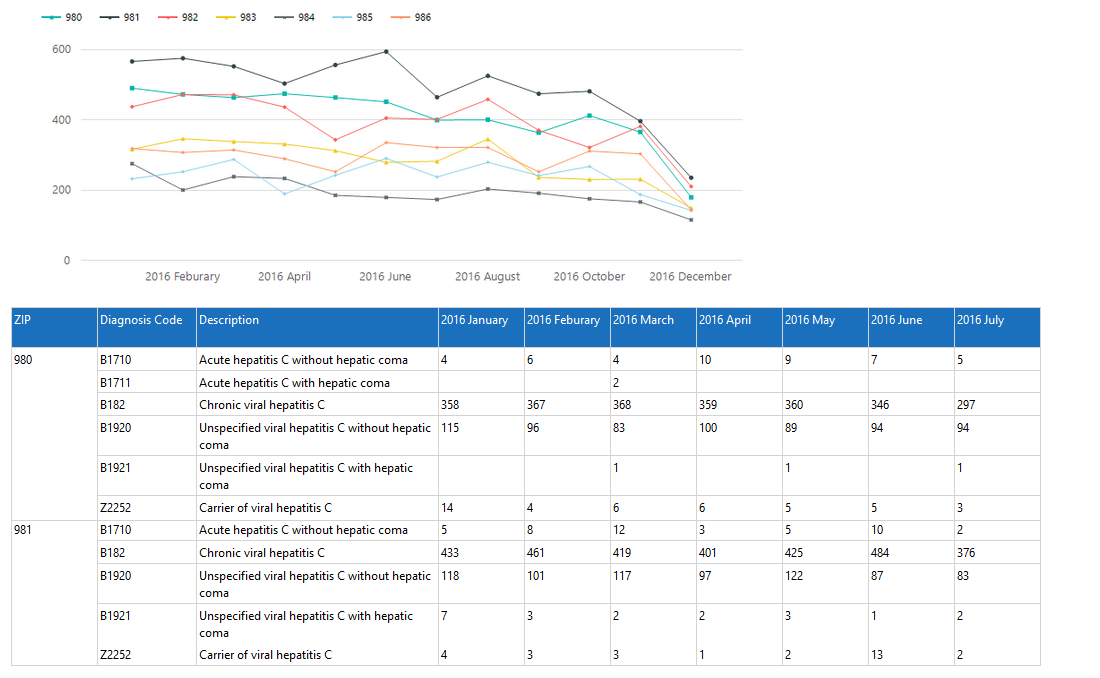 980 981 982 983 984 985 986
600
400
200
0
2016 Feburary 2016 April 2016 June 2016 August 2016 October 2016 December
ZIP Diagnosis Code Description 2016 January 2016 Feburary 2016 March 2016 April 2016 May 2016 June 2016 July
980 B1710 Acute hepatitis C without hepatic coma 4 6 4 10 9 7 5
B1711 Acute hepatitis C with hepatic coma 2
B182 Chronic viral hepatitis C 358 367 368 359 360 346 297
B1920 Unspecified viral hepatitis C without hepatic 115 96 83 100 89 94 94
coma
B1921 Unspecified viral hepatitis C with hepatic 1 1 1
coma
Z2252 Carrier of viral hepatitis C 14 4 6 6 5 5 3
981 B1710 Acute hepatitis C without hepatic coma 5 8 12 3 5 10 2
B182 Chronic viral hepatitis C 433 461 419 401 425 484 376
B1920 Unspecified viral hepatitis C without hepatic 118 101 117 97 122 87 83
coma
B1921 Unspecified viral hepatitis C with hepatic 7 3 2 2 3 1 2
coma
Z2252 Carrier of viral hepatitis C 4 3 3 1 2 13 2